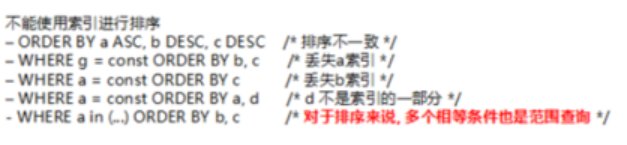 不能使用索引进行排序
– ORDER BY a ASC, b DESC, c DESC /* 排序不一致 */
– WHERE g = const ORDER BY b, c /* 丢失a索引 */
– WHERE a = const ORDER BY c /* 丢失b索引 */
– WHERE a = const ORDER BY a, d /* d 不是索引的一部分 */
- WHERE a in (...) ORDER BY b, c /* 对于排序来说, 多个相等条件也是范围查询 */